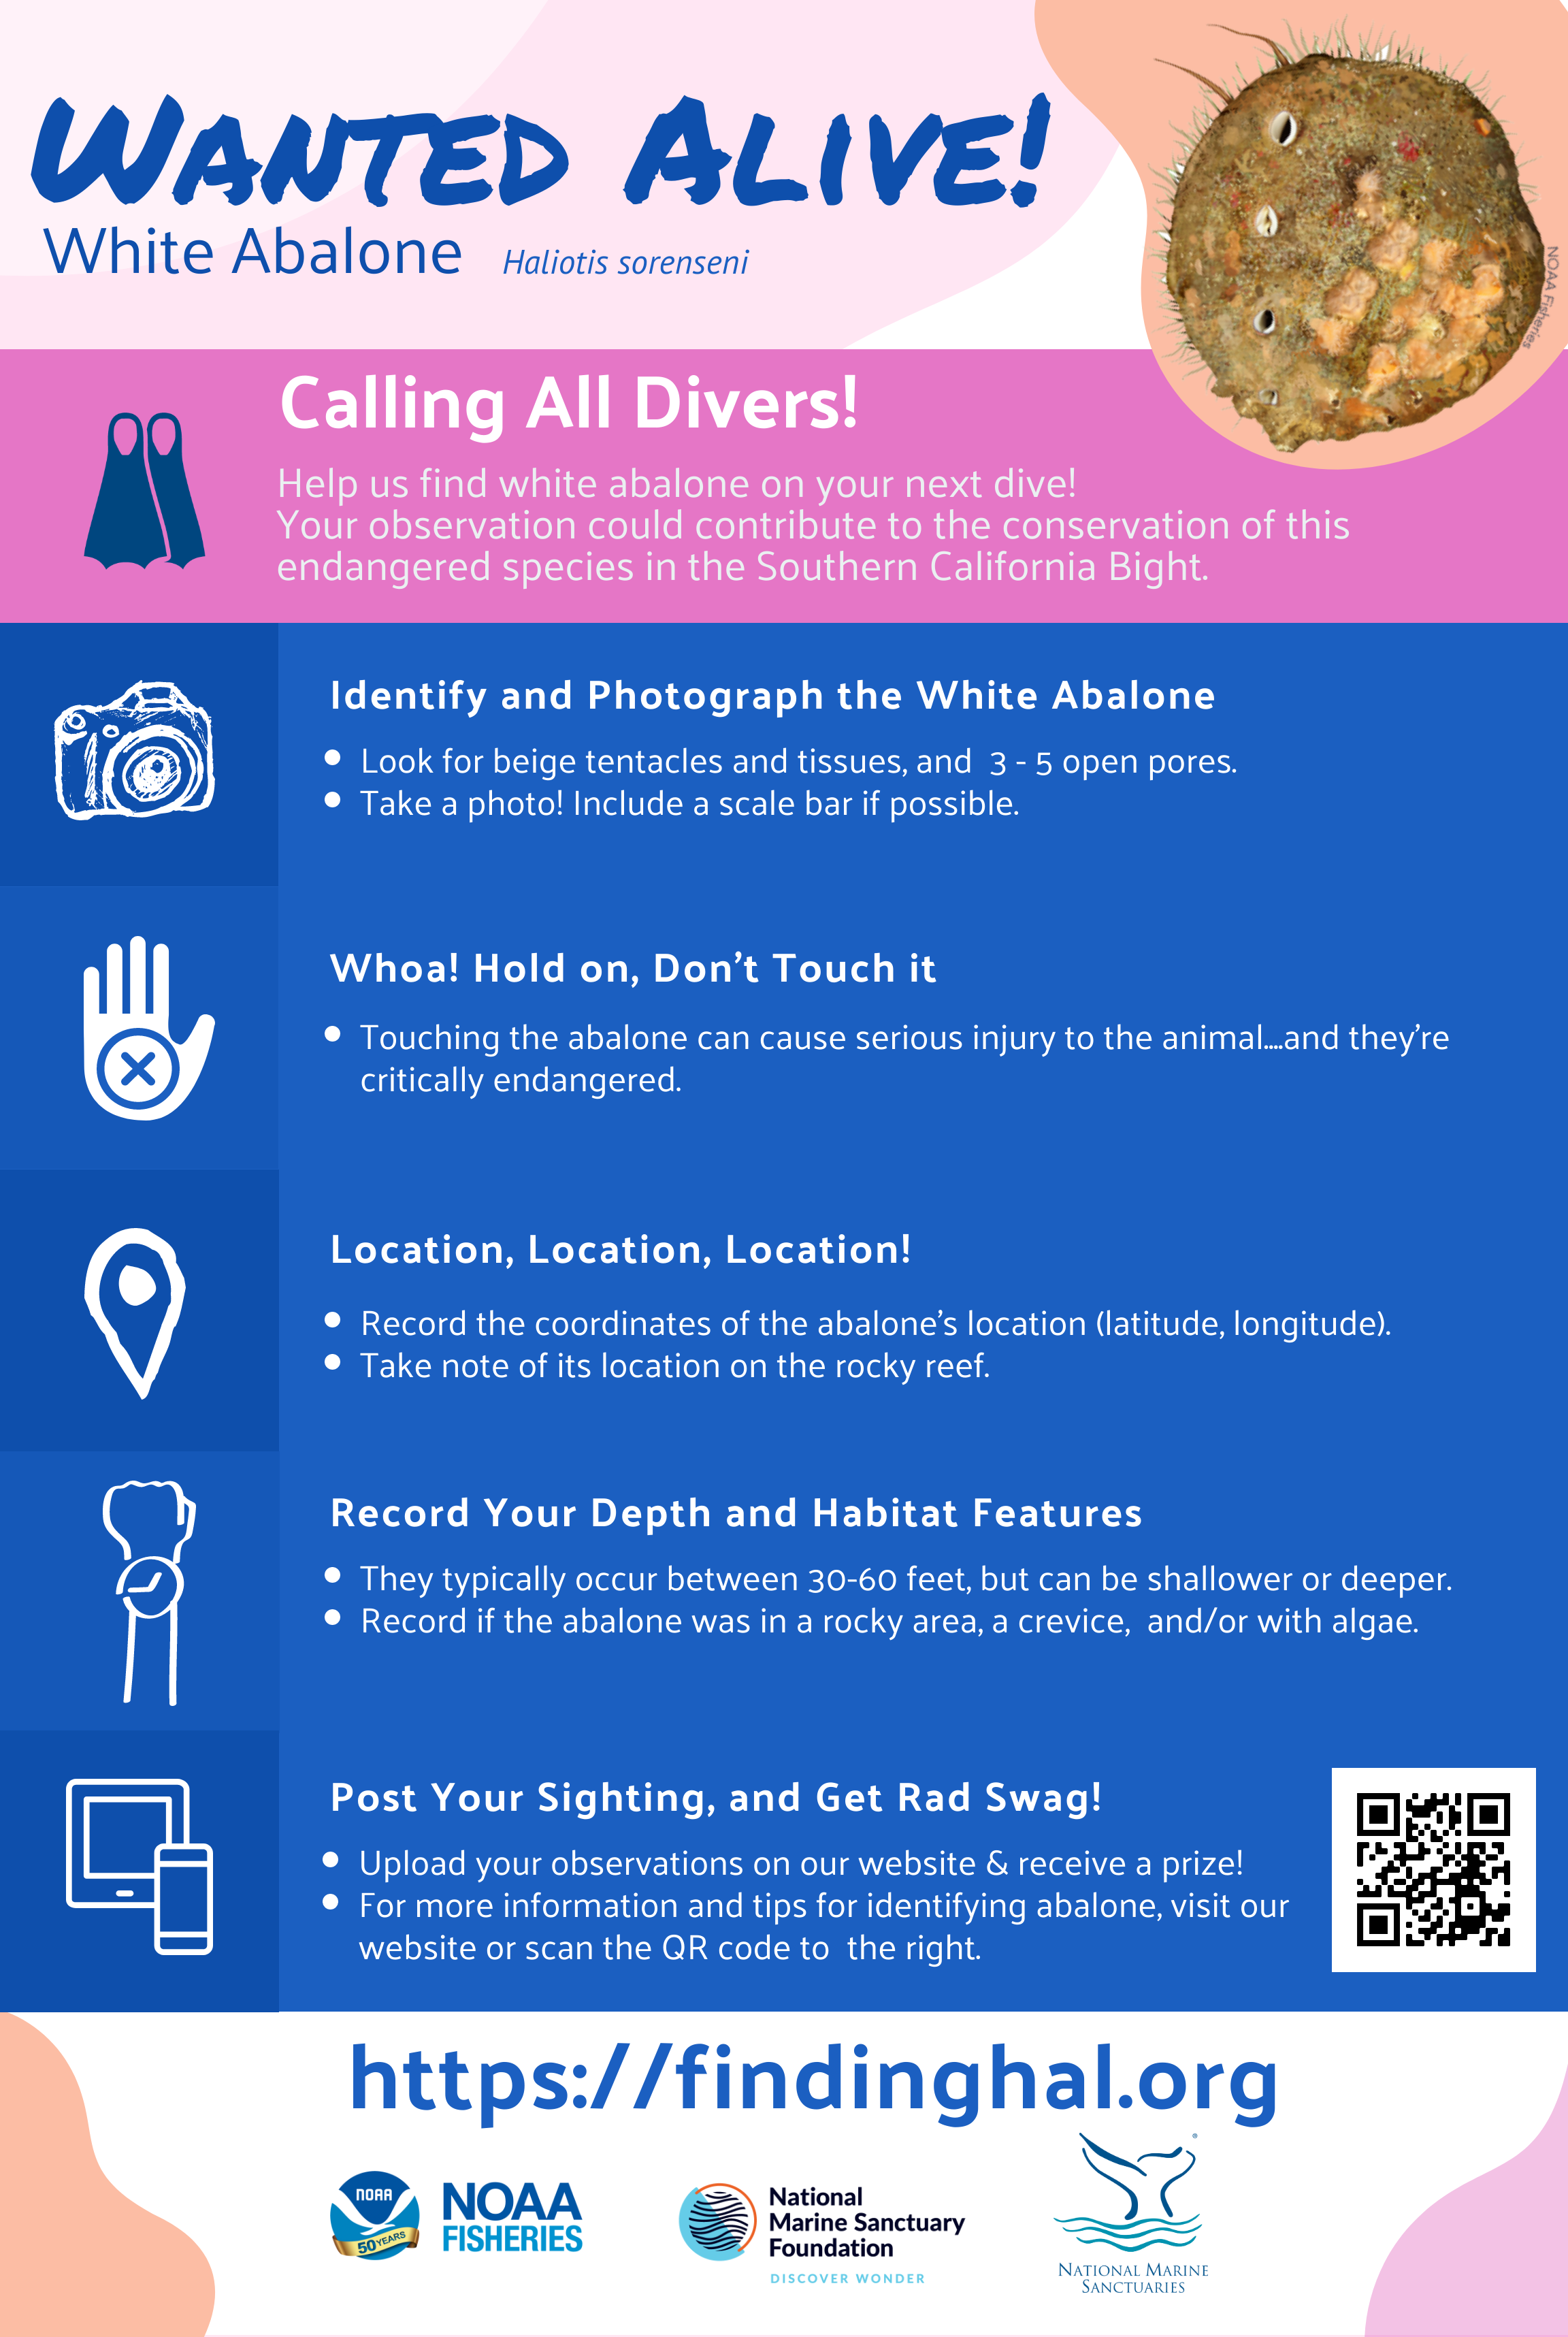 WANTED ALIVE!
White Abalone Haliotis sorenseni
NOAA Fisheries
Calling All Divers!
Help us find white abalone on your next dive!
Your observation could contribute to the conservation of this
endangered species in the Southern California Bight.
Identify and Photograph the White Abalone
• Look for beige tentacles and tissues, and 3 - 5 open pores.
• Take a photo! Include a scale bar if possible.
Whoa! Hold on, Don't Touch it
• Touching the abalone can cause serious injury to the animal....and they're
critically endangered.
Location, Location, Location!
• Record the coordinates of the abalone's location (latitude, longitude).
• Take note of its location on the rocky reef.
Record Your Depth and Habitat Features
• They typically occur between 30-60 feet, but can be shallower or deeper.
• Record if the abalone was in a rocky area, a crevice, and/or with algae.
Post Your Sighting, and Get Rad Swag!
• Upload your observations on our website & receive a prize!
• For more information and tips for identifying abalone, visit our
website or scan the QR code to the right.
https://findinghal.org
NOAA
50 YEARS
NOAA
FISHERIES
National
Marine Sanctuary
Foundation
DISCOVER WONDER
®
NATIONAL MARINE
SANCTUARIES